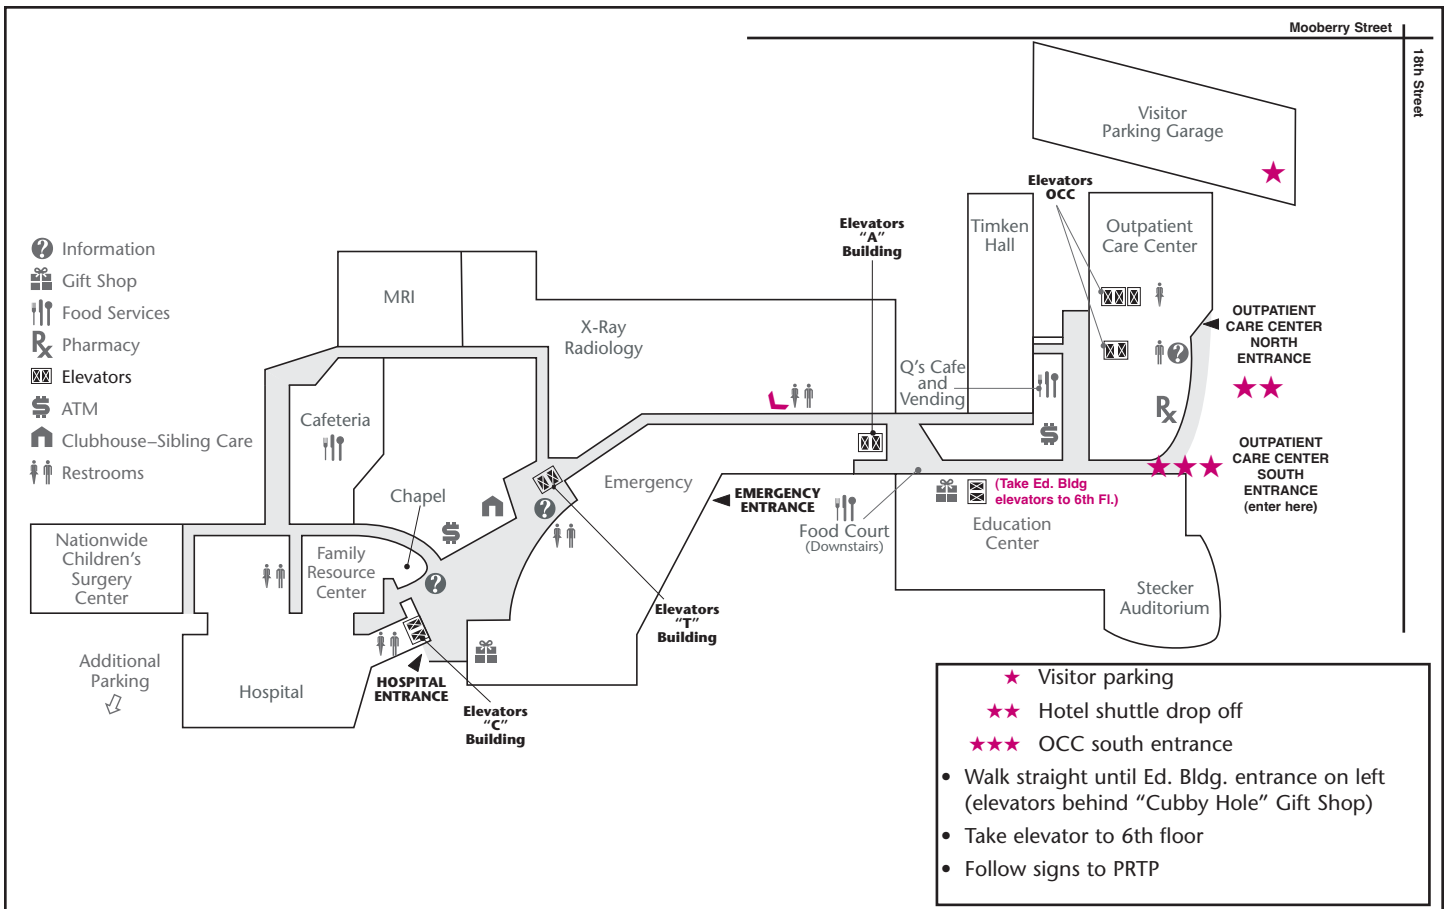 Mooberry Street
18th Street
Visitor
Parking Garage
Elevators
OCC
Elevators
“A”
Building
Timken
Hall
Outpatient
Care Center
Information
Gift Shop
Food Services
Rx Pharmacy
Elevators
$ ATM
Clubhouse–Sibling Care
Restrooms
MRI
X-Ray
Radiology
OUTPATIENT
CARE CENTER
NORTH
ENTRANCE
Q’s Cafe
and
Vending
Rx
$
Cafeteria
OUTPATIENT
CARE CENTER
SOUTH
ENTRANCE
(enter here)
Emergency
EMERGENCY
ENTRANCE
(Take Ed. Bldg
elevators to 6th Fl.)
Chapel
$
Food Court
(Downstairs)
Education
Center
Nationwide
Children’s
Surgery
Center
Family
Resource
Center
Stecker
Auditorium
Elevators
“T”
Building
Additional
Parking
Hospital
HOSPITAL
ENTRANCE
Elevators
“C”
Building
★ Visitor parking
★★ Hotel shuttle drop off
★★★ OCC south entrance
• Walk straight until Ed. Bldg. entrance on left
(elevators behind “Cubby Hole” Gift Shop)
• Take elevator to 6th floor
• Follow signs to PRTP